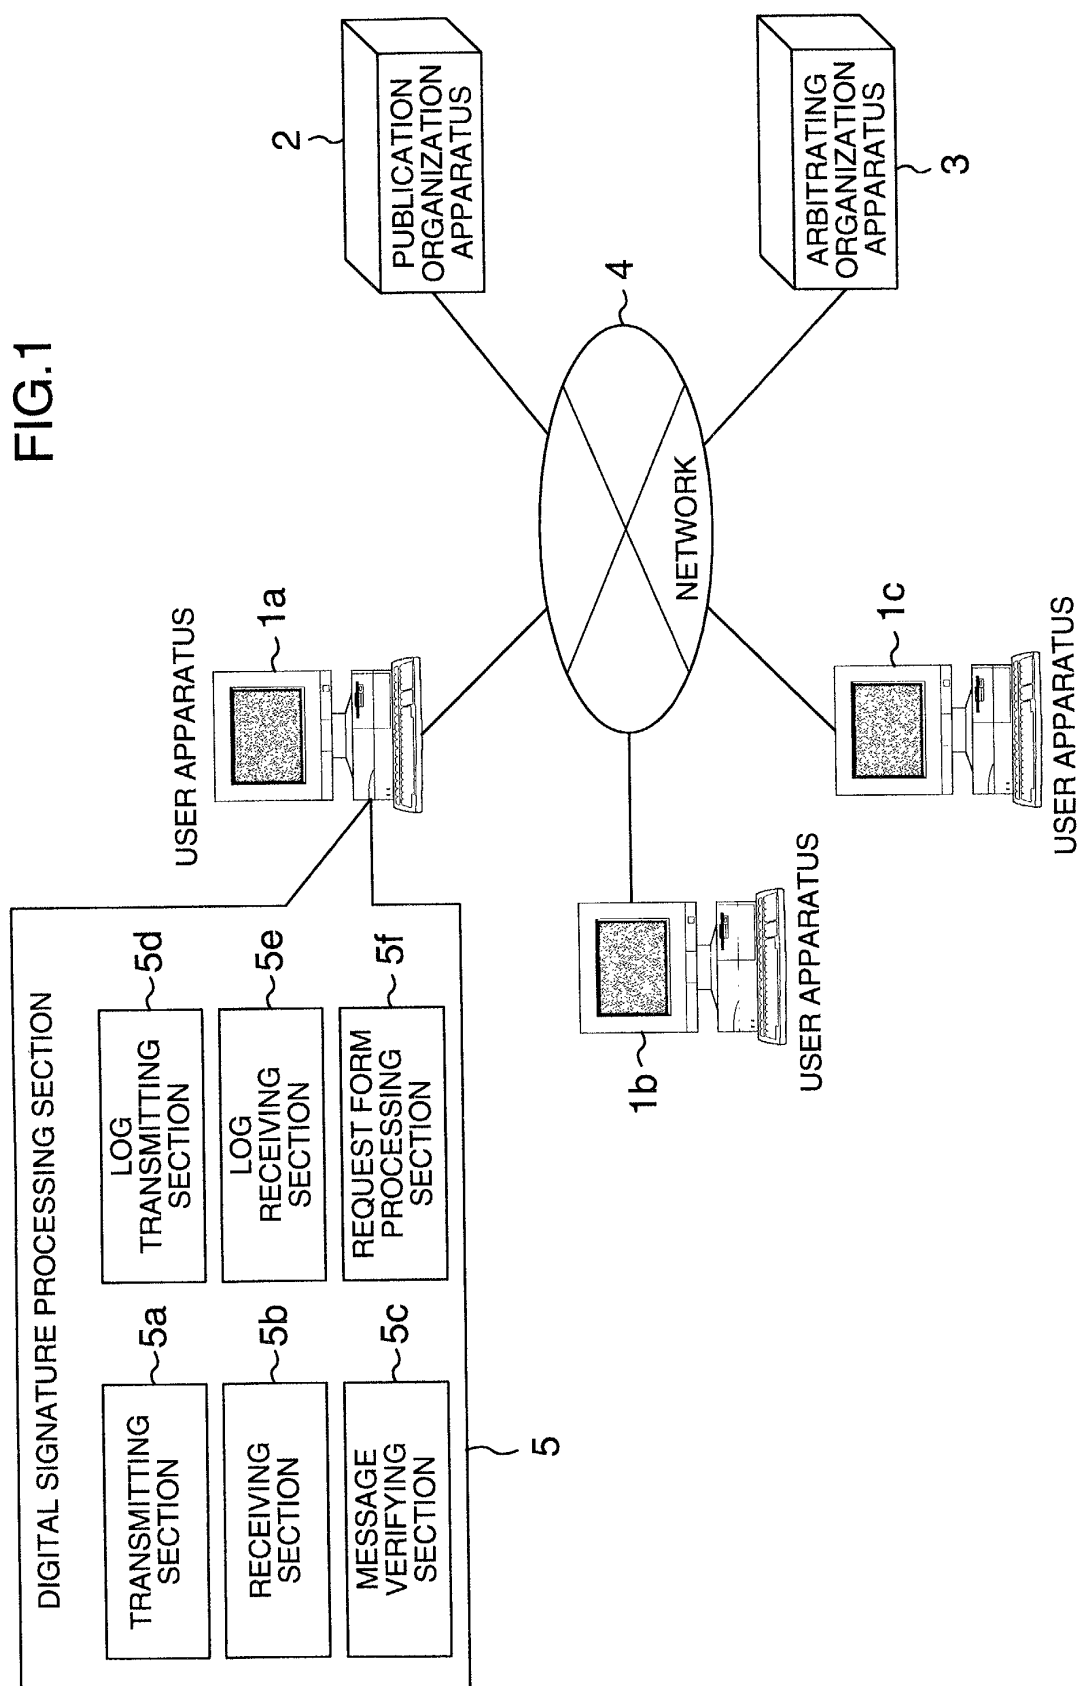 FIG.1
DIGITAL SIGNATURE PROCESSING SECTION
TRANSMITTING
SECTION
5a
LOG
TRANSMITTING
SECTION
5d
RECEIVING
SECTION
5b
LOG
RECEIVING
SECTION
5e
MESSAGE
VERIFYING
SECTION
5c
REQUEST FORM
PROCESSING
SECTION
5f
5
USER APPARATUS
1a
1b
USER APPARATUS
1c
USER APPARATUS
NETWORK
4
2
PUBLICATION
ORGANIZATION
APPARATUS
ARBITRATING
ORGANIZATION
APPARATUS
3